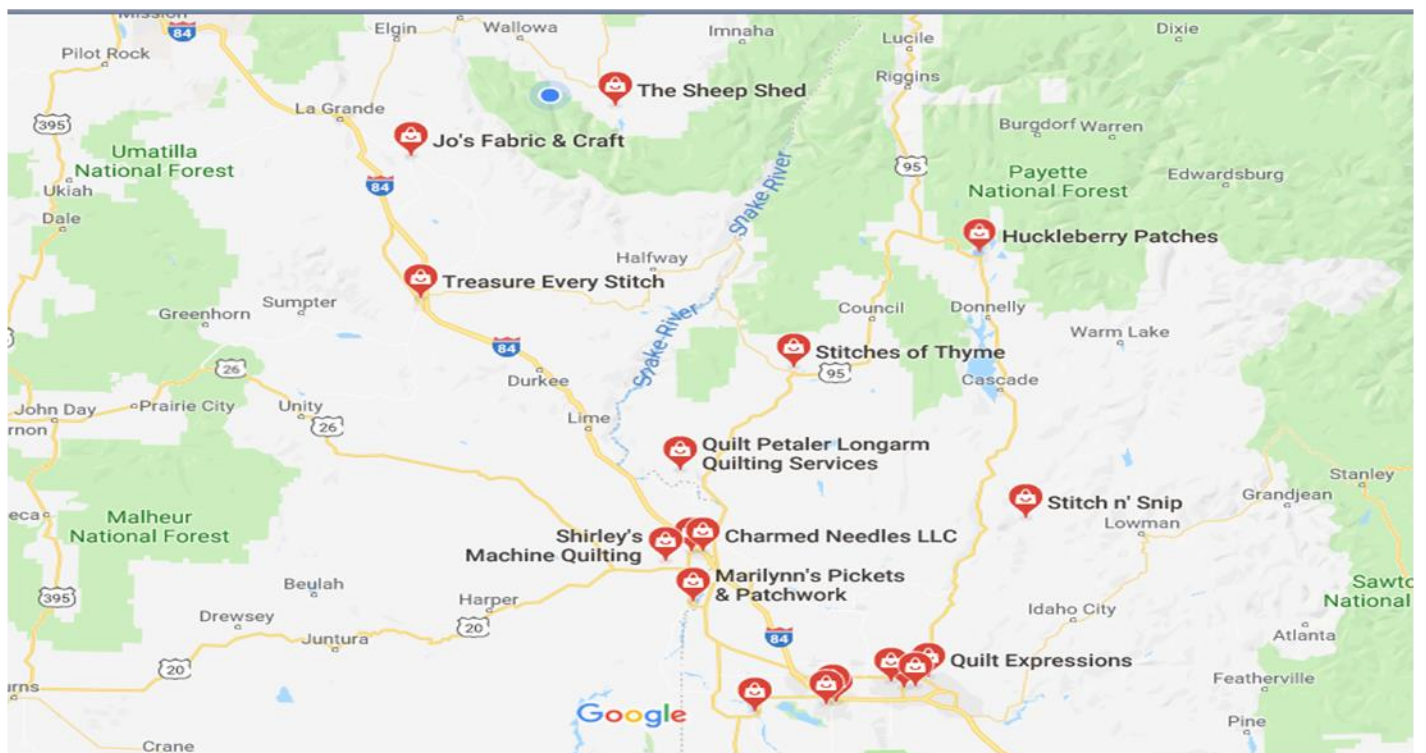 Mission
84
Elgin
Wallowa
Imnaha
Lucile
Dixie
Pilot Rock
Riggins
The Sheep Shed
La Grande
395
Jo's Fabric & Craft
Burgdorf
Warren
Umatilla
National Forest
84
Snake River
95
Payette
National Forest
Edwardsburg
Ukiah
Dale
Huckleberry Patches
Halfway
Treasure Every Stitch
Sumpter
Greenhorn
Snake River
Council
Donnelly
Warm Lake
84
Stitches of Thyme
95
26
Durkee
Cascade
John Day
Prairie City
Unity
Lime
rnon
26
Quilt Petaler Longarm
Quilting Services
Stanley
Grandjean
Stitch n' Snip
Lowman
eca
Malheur
National Forest
Shirley's
Machine Quilting
Charmed Needles LLC
Marilynn's Pickets
& Patchwork
Beulah
395
Harper
Drewsey
20
Juntura
84
Idaho City
Sawto
National
Atlanta
20
Quilt Expressions
Featherville
urns
Google
Pine
Crane